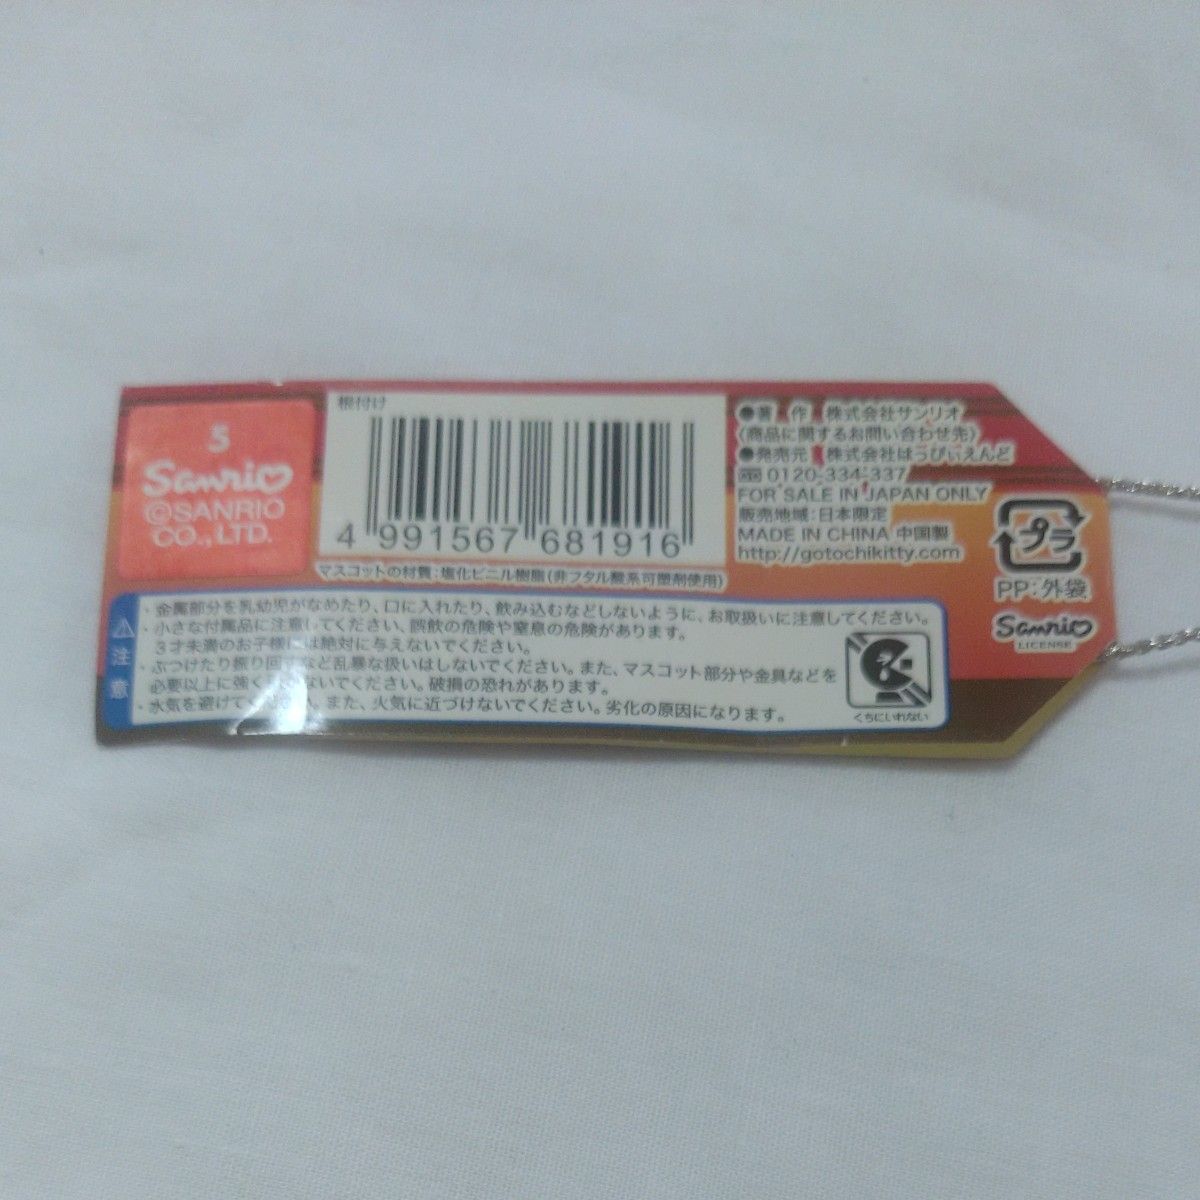 S
Sanrio
©SANRIO
CO., LTD.
根付け
4 991567 681916
マスコットの材質:塩化ビニル樹脂(非フタル酸系可塑剤使用)
●著 作 株式会社サンリオ
(商品に関するお問い合わせ先)
●発売元 株式会社はっぴぃえんど
0120-334-337
FOR SALE IN JAPAN ONLY
販売地域:日本限定
MADE IN CHINA 中国製
http://gotochikitty.com
プラ
PP:外袋
Sanrio
LICENSE
注意
・金属部分を乳幼児がなめたり、口に入れたり、飲み込むなどしないように、お取扱いに注意してください。
・小さな付属品に注意してください、誤飲の危険や窒息の危険があります。
3才未満のお子様には絶対に与えないでください。
・ぶつけたり振り回すなど乱暴な扱いはしないでください。また、マスコット部分や金具などを
必要以上に強く ないでください。破損の恐れがあります。
・水気を避けてください。また、火気に近づけないでください。劣化の原因になります。
くちにいれない